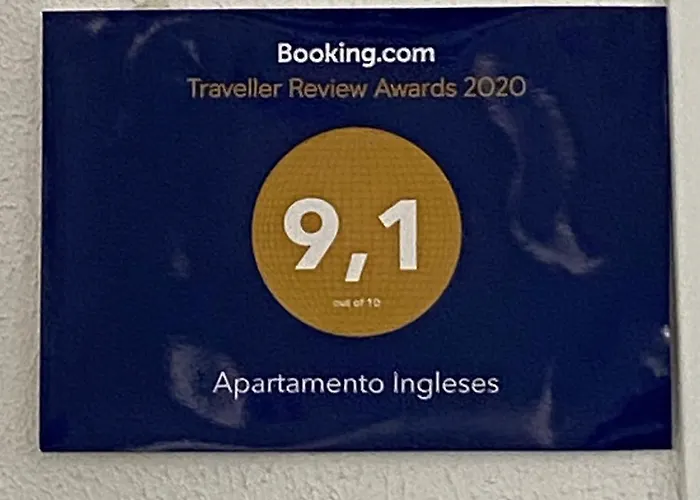 Booking.com
Traveller Review Awards 2020
9,1
out of 10
Apartamento Ingleses